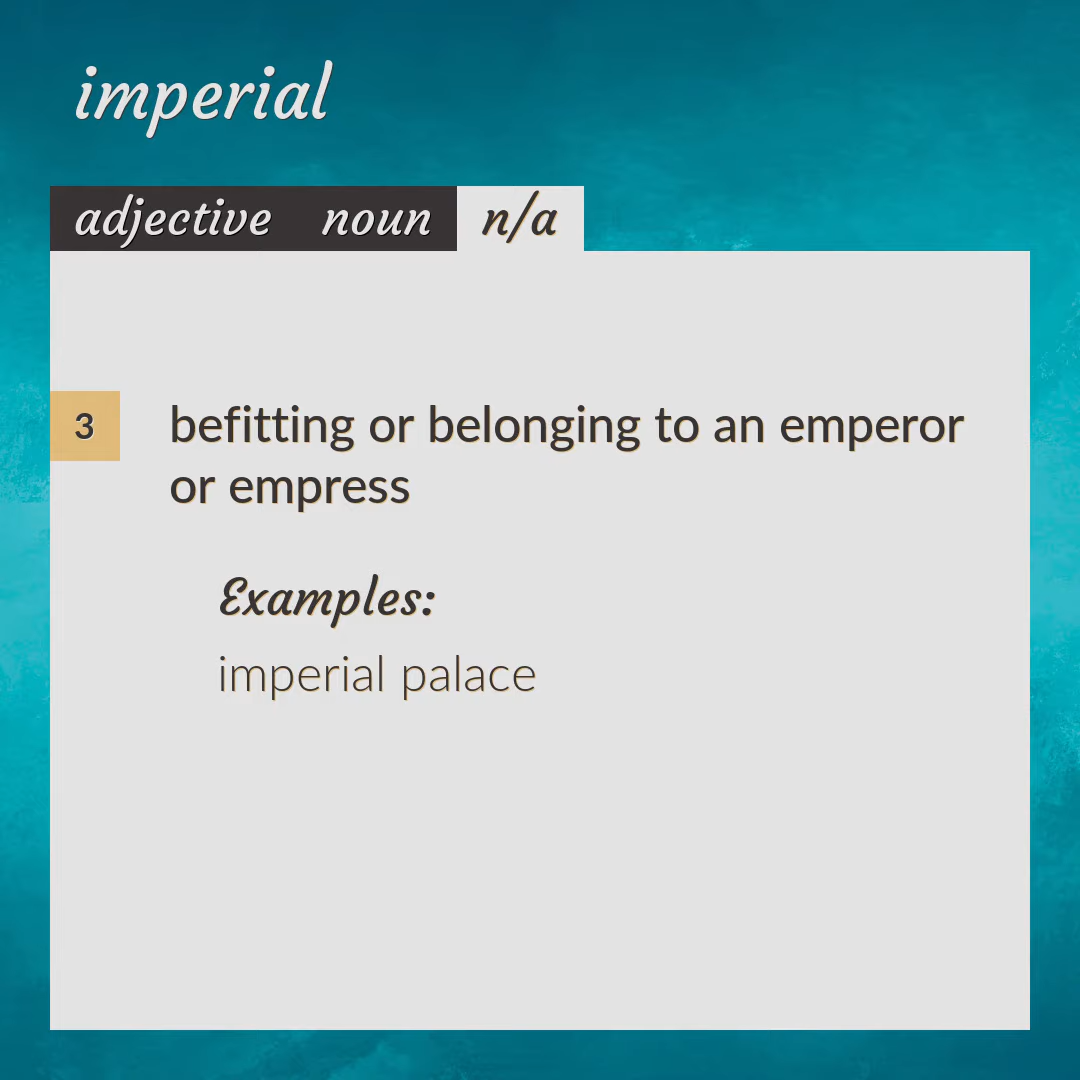 imperial
adjective noun n/a
3 befitting or belonging to an emperor
or empress
Examples:
imperial palace